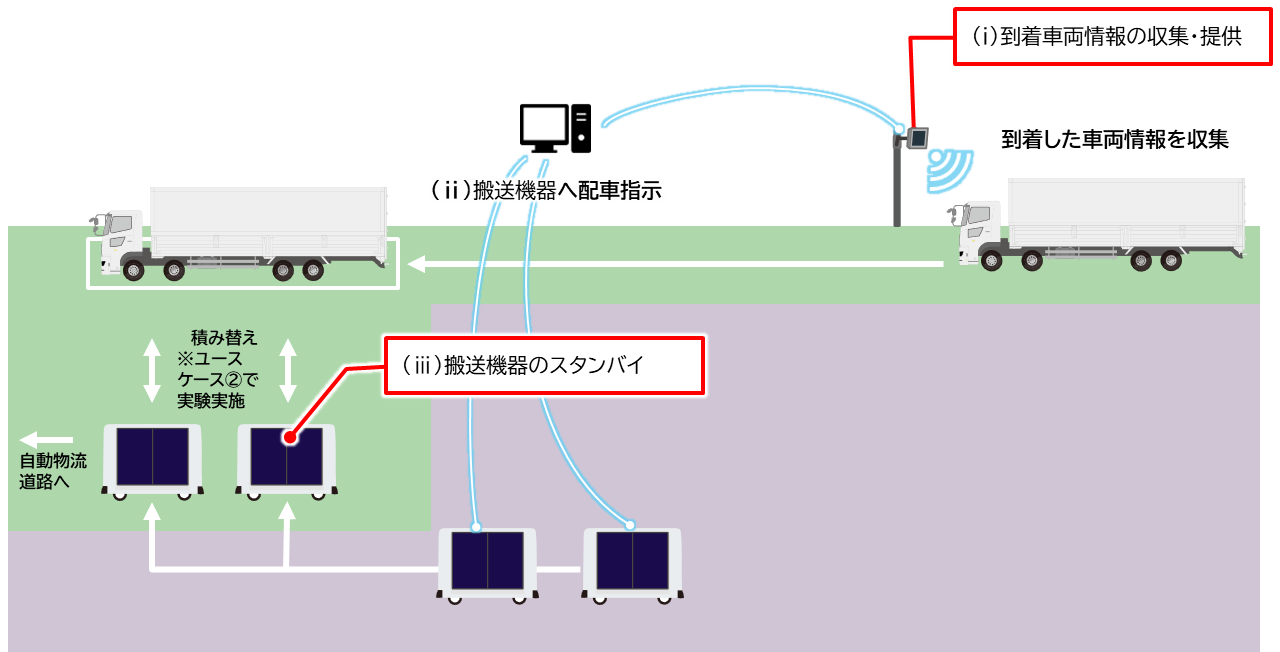 (ⅰ)到着車両情報の収集・提供
到着した車両情報を収集
(ⅱ)搬送機器へ配車指示
積み替え
※ユース
ケース②で
実験実施
(ⅲ)搬送機器のスタンバイ
自動物流
道路へ